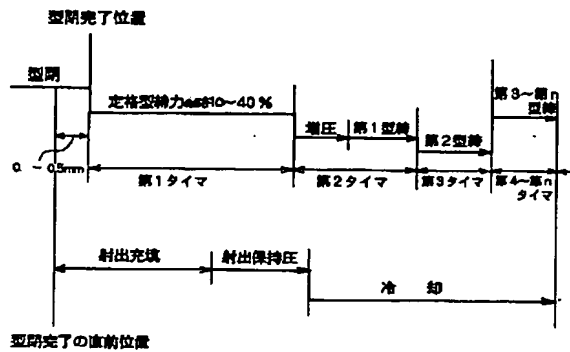 型閉完了位置
型閉
定格型締力の10~40%
第3~第n
型締
増圧
第1型締
第2型締
0.~0.5mm
第1タイマ
第2タイマ
第3タイマ
第4~第n
タイマ
射出充填
射出保持圧
冷却
型閉完了の直前位置